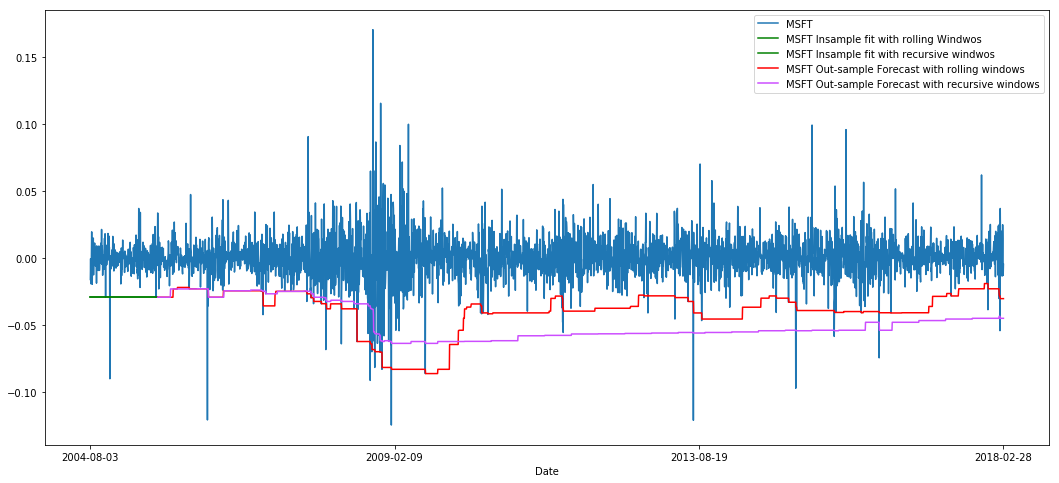 MSFT
MSFT Insample fit with rolling Windwos
MSFT Insample fit with recursive windwos
MSFT Out-sample Forecast with rolling windows
MSFT Out-sample Forecast with recursive windows
0.15
0.10
0.05
0.00
−0.05
−0.10
2004-08-03 2009-02-09 2013-08-19 2018-02-28
Date